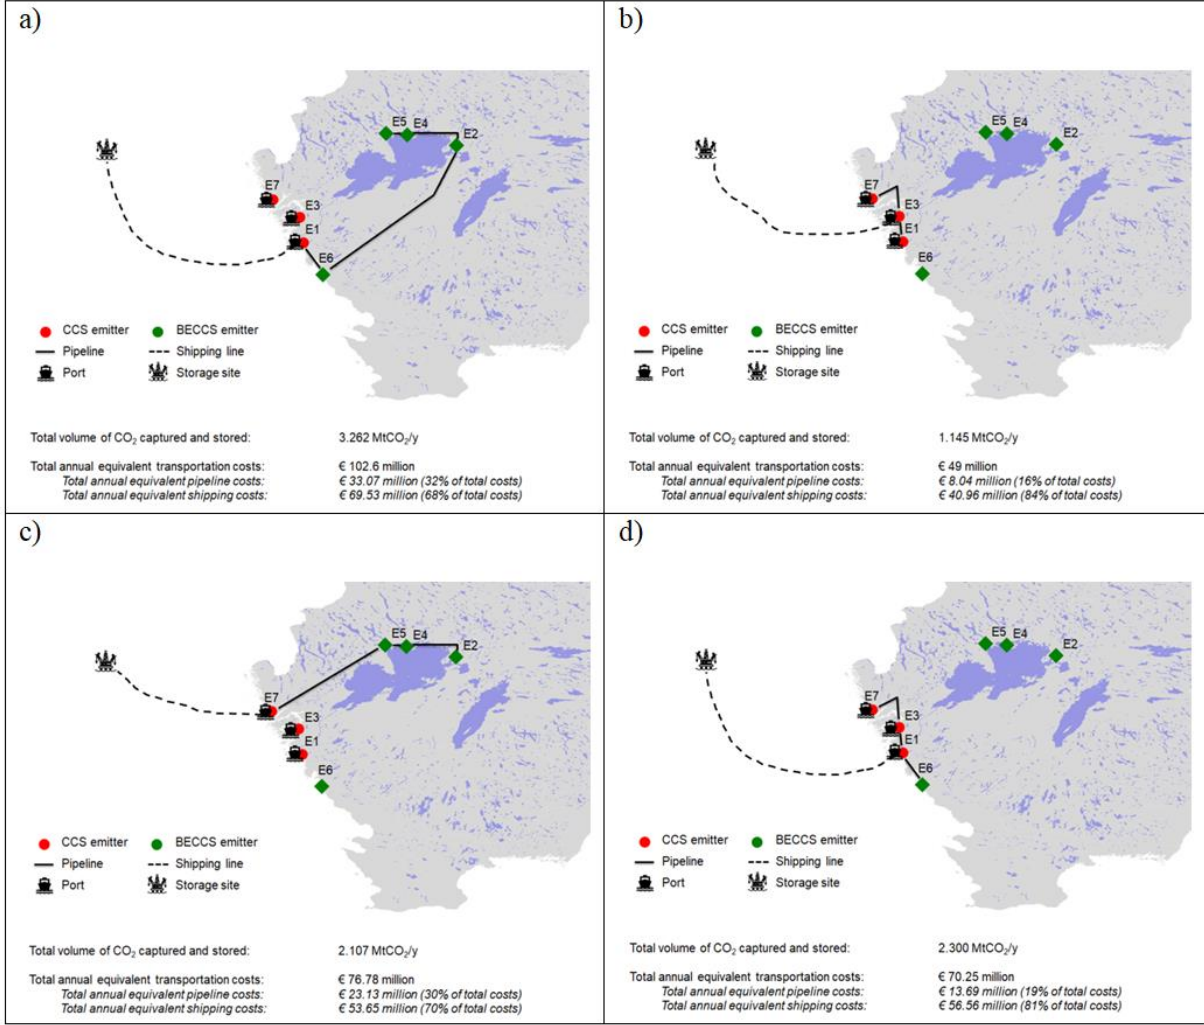 a)
E5 E4
E2
E7
E3
E1
E6
CCS emitter BECCS emitter
Pipeline Shipping line
Port Storage site
Total volume of CO₂ captured and stored: 3.262 MtCO₂/y
Total annual equivalent transportation costs: € 102.6 million
Total annual equivalent pipeline costs: € 33.07 million (32% of total costs)
Total annual equivalent shipping costs: € 69.53 million (68% of total costs)
b)
E5 E4
E2
E7
E3
E1
E6
CCS emitter BECCS emitter
Pipeline Shipping line
Port Storage site
Total volume of CO₂ captured and stored: 1.145 MtCO₂/y
Total annual equivalent transportation costs: € 49 million
Total annual equivalent pipeline costs: € 8.04 million (16% of total costs)
Total annual equivalent shipping costs: € 40.96 million (84% of total costs)
c)
E5 E4
E2
E7
E3
E1
E6
CCS emitter BECCS emitter
Pipeline Shipping line
Port Storage site
Total volume of CO₂ captured and stored: 2.107 MtCO₂/y
Total annual equivalent transportation costs: € 76.78 million
Total annual equivalent pipeline costs: € 23.13 million (30% of total costs)
Total annual equivalent shipping costs: € 53.65 million (70% of total costs)
d)
E5 E4
E2
E7
E3
E1
E6
CCS emitter BECCS emitter
Pipeline Shipping line
Port Storage site
Total volume of CO₂ captured and stored: 2.300 MtCO₂/y
Total annual equivalent transportation costs: € 70.25 million
Total annual equivalent pipeline costs: € 13.69 million (19% of total costs)
Total annual equivalent shipping costs: € 56.56 million (81% of total costs)